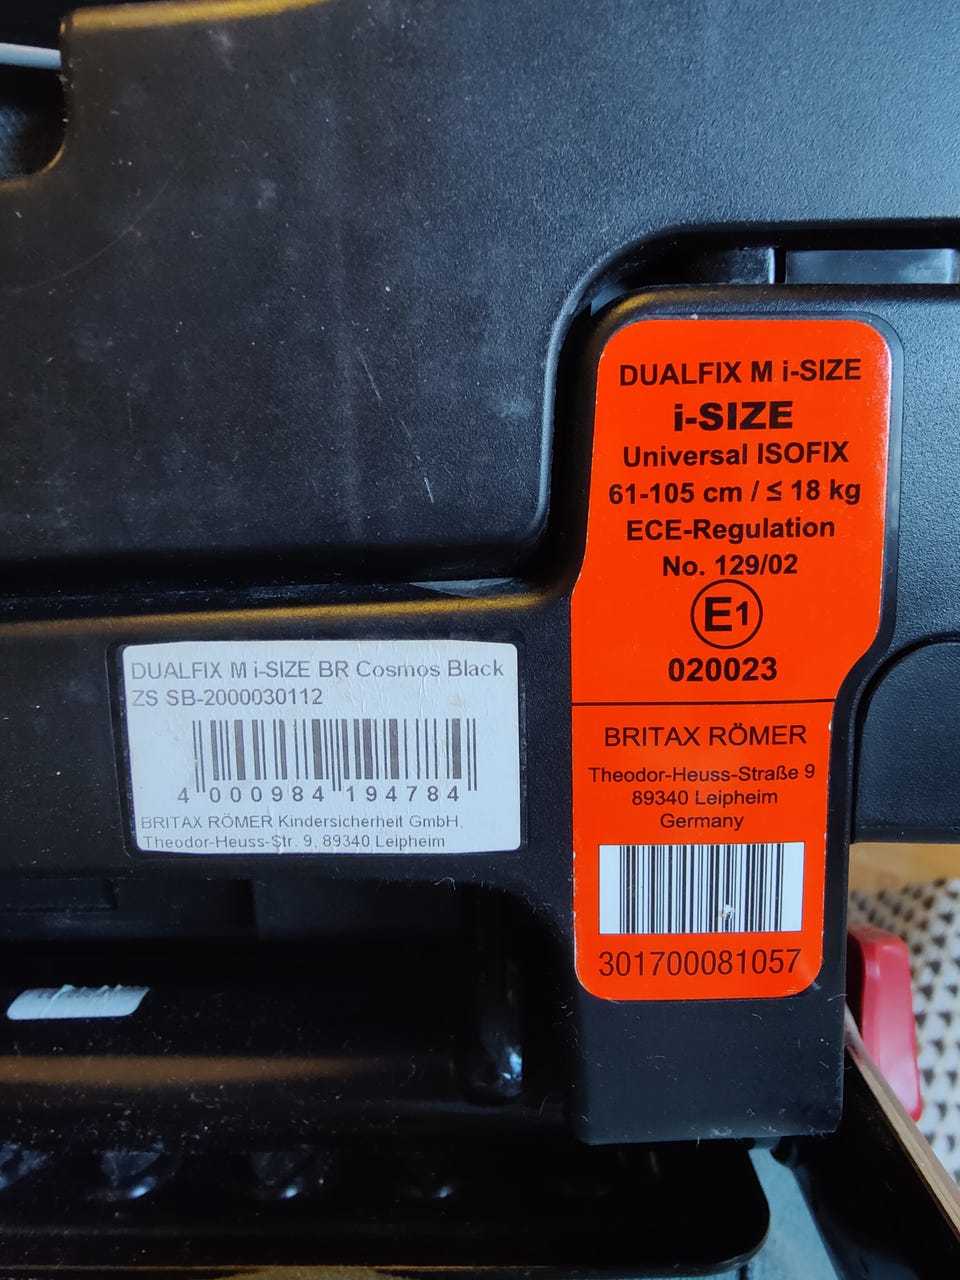 DUALFIX M i-SIZE
i-SIZE
Universal ISOFIX
61-105 cm / ≤ 18 kg
ECE-Regulation
No. 129/02
E1
020023
BRITAX RÖMER
Theodor-Heuss-Straße 9
89340 Leipheim
Germany
301700081057
DUALFIX M i-SIZE BR Cosmos Black
ZS SB-2000030112
4 000984 194784
BRITAX RÖMER Kindersicherheit GmbH,
Theodor-Heuss-Str. 9, 89340 Leipheim